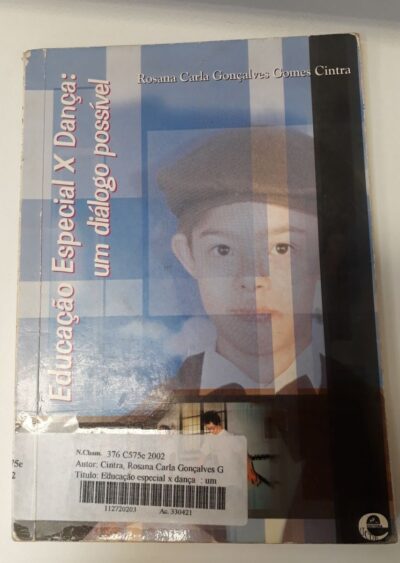 Rosana Carla Gonçalves Gomes Cintra
Educação Especial X Dança:
um diálogo possível
N.Cham. 376 C575e 2002
Autor: Cintra, Rosana Carla Gonçalves G
Título: Educação especial x dança : um
112720203 Ac. 330421
e